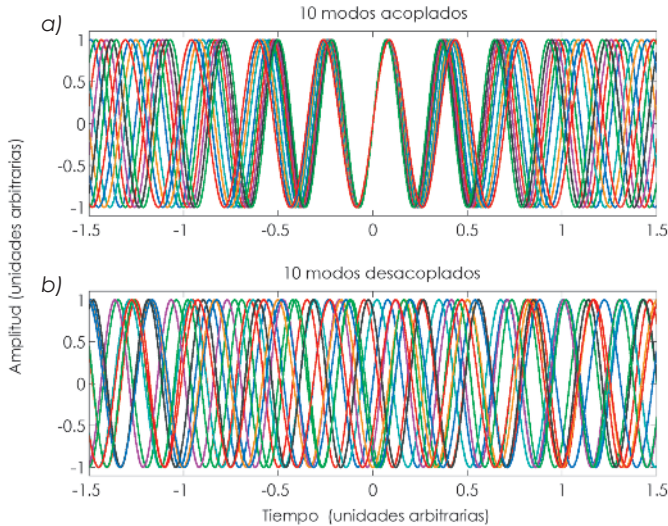 a)
10 modos acoplados
1
0.5
0
-0.5
-1
-1.5 -1 -0.5 0 0.5 1 1.5
Amplitud (unidades arbitrarias)
b)
10 modos desacoplados
1
0.5
0
-0.5
-1
-1.5 -1 -0.5 0 0.5 1 1.5
Tiempo (unidades arbitrarias)